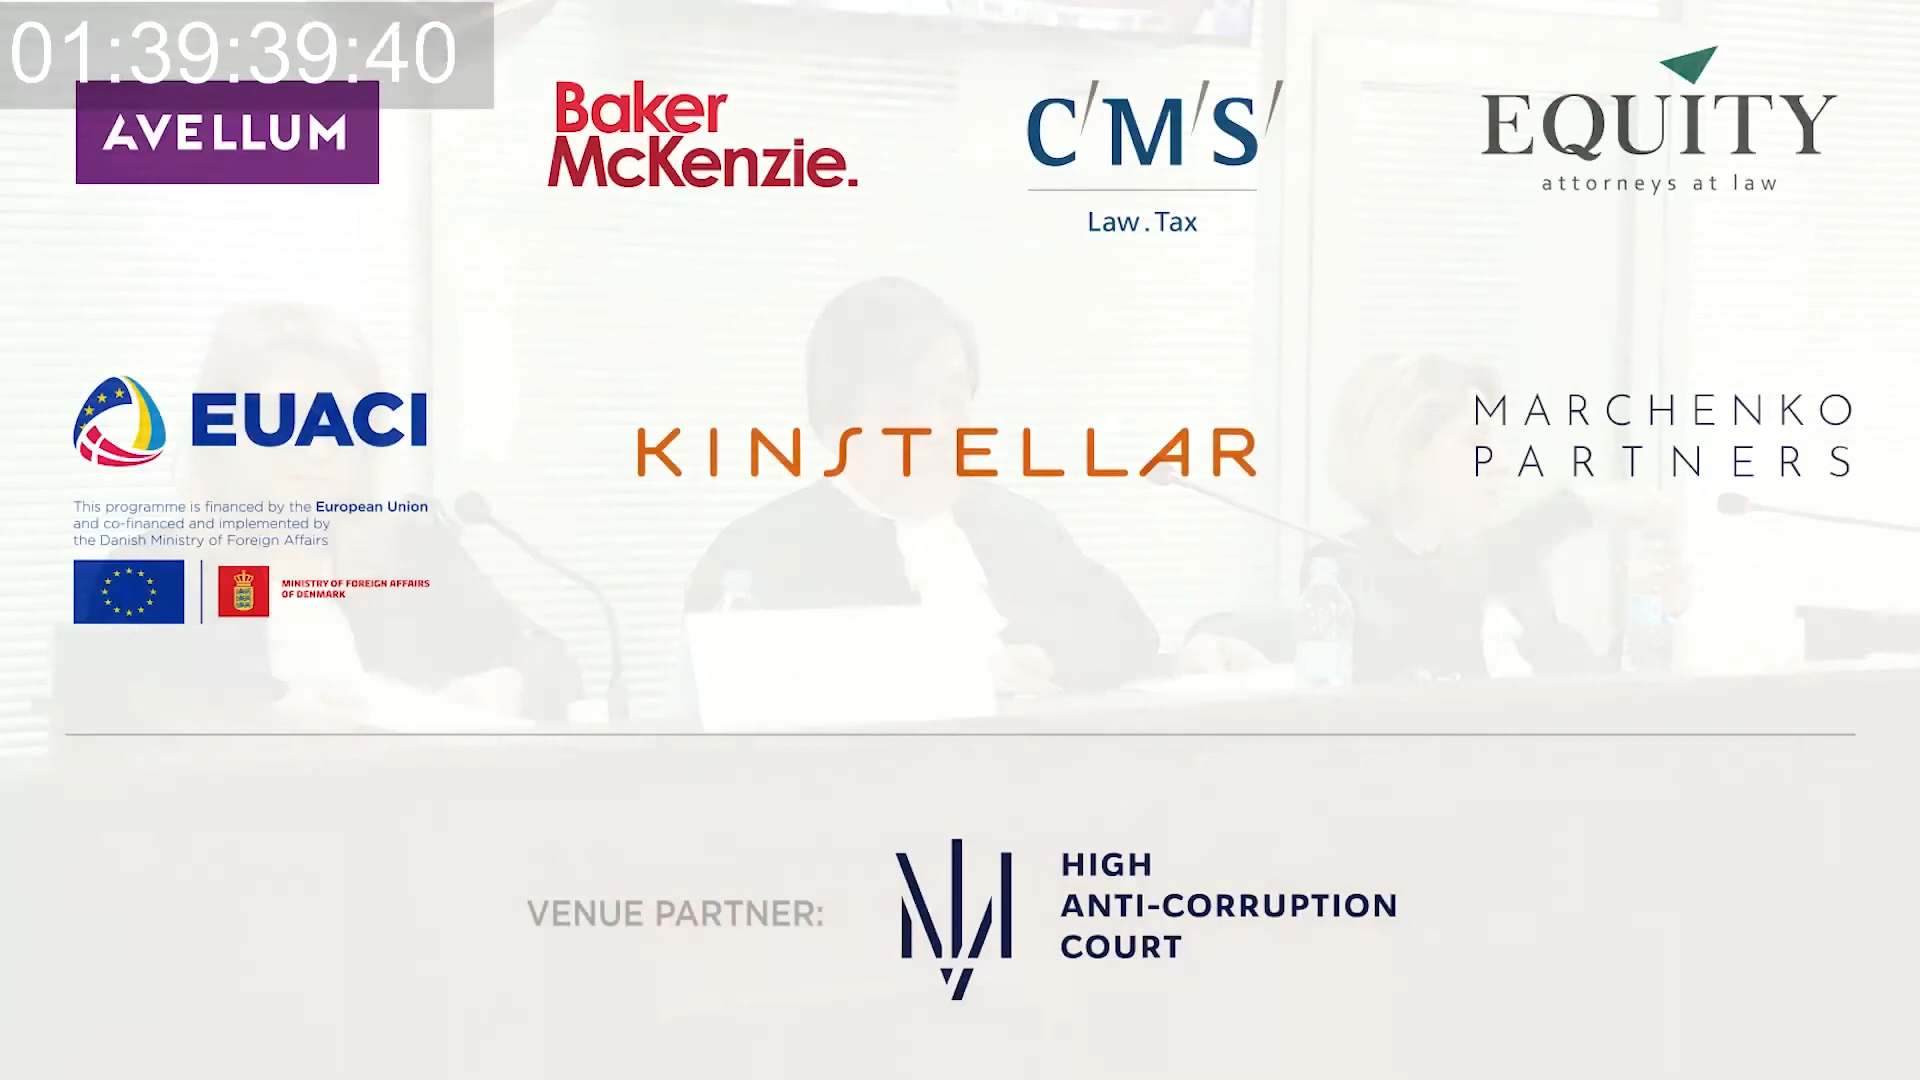 01:39:39:40
AVELLUM
Baker
McKenzie.
C'M'S'
Law.Tax
EQUITY
attorneys at law
EUACI
This programme is financed by the European Union
and co-financed and implemented by
the Danish Ministry of Foreign Affairs
MINISTRY OF FOREIGN AFFAIRS
OF DENMARK
KINSTELLAR
MARCHENKO
PARTNERS
VENUE PARTNER:
HIGH
ANTI-CORRUPTION
COURT